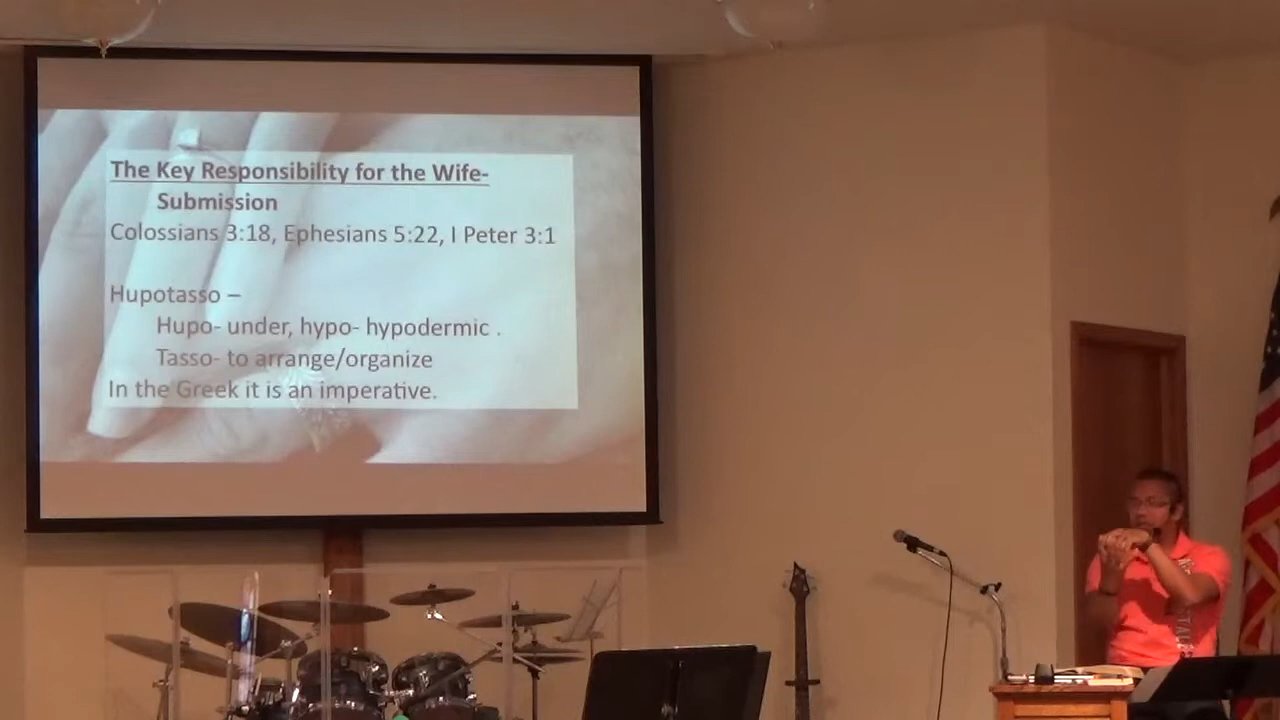 The Key Responsibility for the Wife-
Submission
Colossians 3:18, Ephesians 5:22, I Peter 3:1
Hupotasso –
Hupo- under, hypo- hypodermic .
Tasso- to arrange/organize
In the Greek it is an imperative.